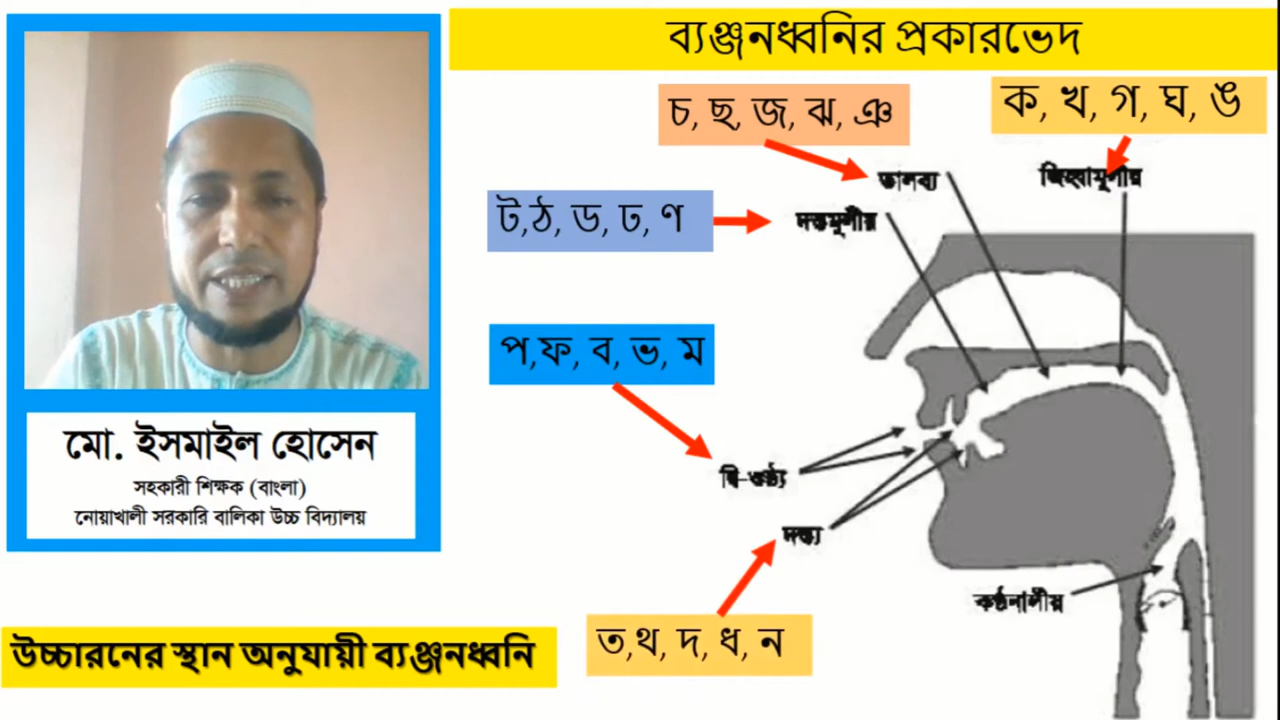 ব্যঞ্জনধ্বনির প্রকারভেদ
চ, ছ, জ, ঝ, ঞ
ক, খ, গ, ঘ, ঙ
তালব্য
জিহ্বামূলীয়
ট,ঠ, ড, ঢ, ণ
দন্তমূলীয়
প,ফ, ব, ভ, ম
দ্বি-ওষ্ঠ্য
দন্ত্য
কণ্ঠনালীয়
ত,থ, দ, ধ, ন
মো. ইসমাইল হোসেন
সহকারী শিক্ষক (বাংলা)
নোয়াখালী সরকারি বালিকা উচ্চ বিদ্যালয়
উচ্চারনের স্থান অনুযায়ী ব্যঞ্জনধ্বনি